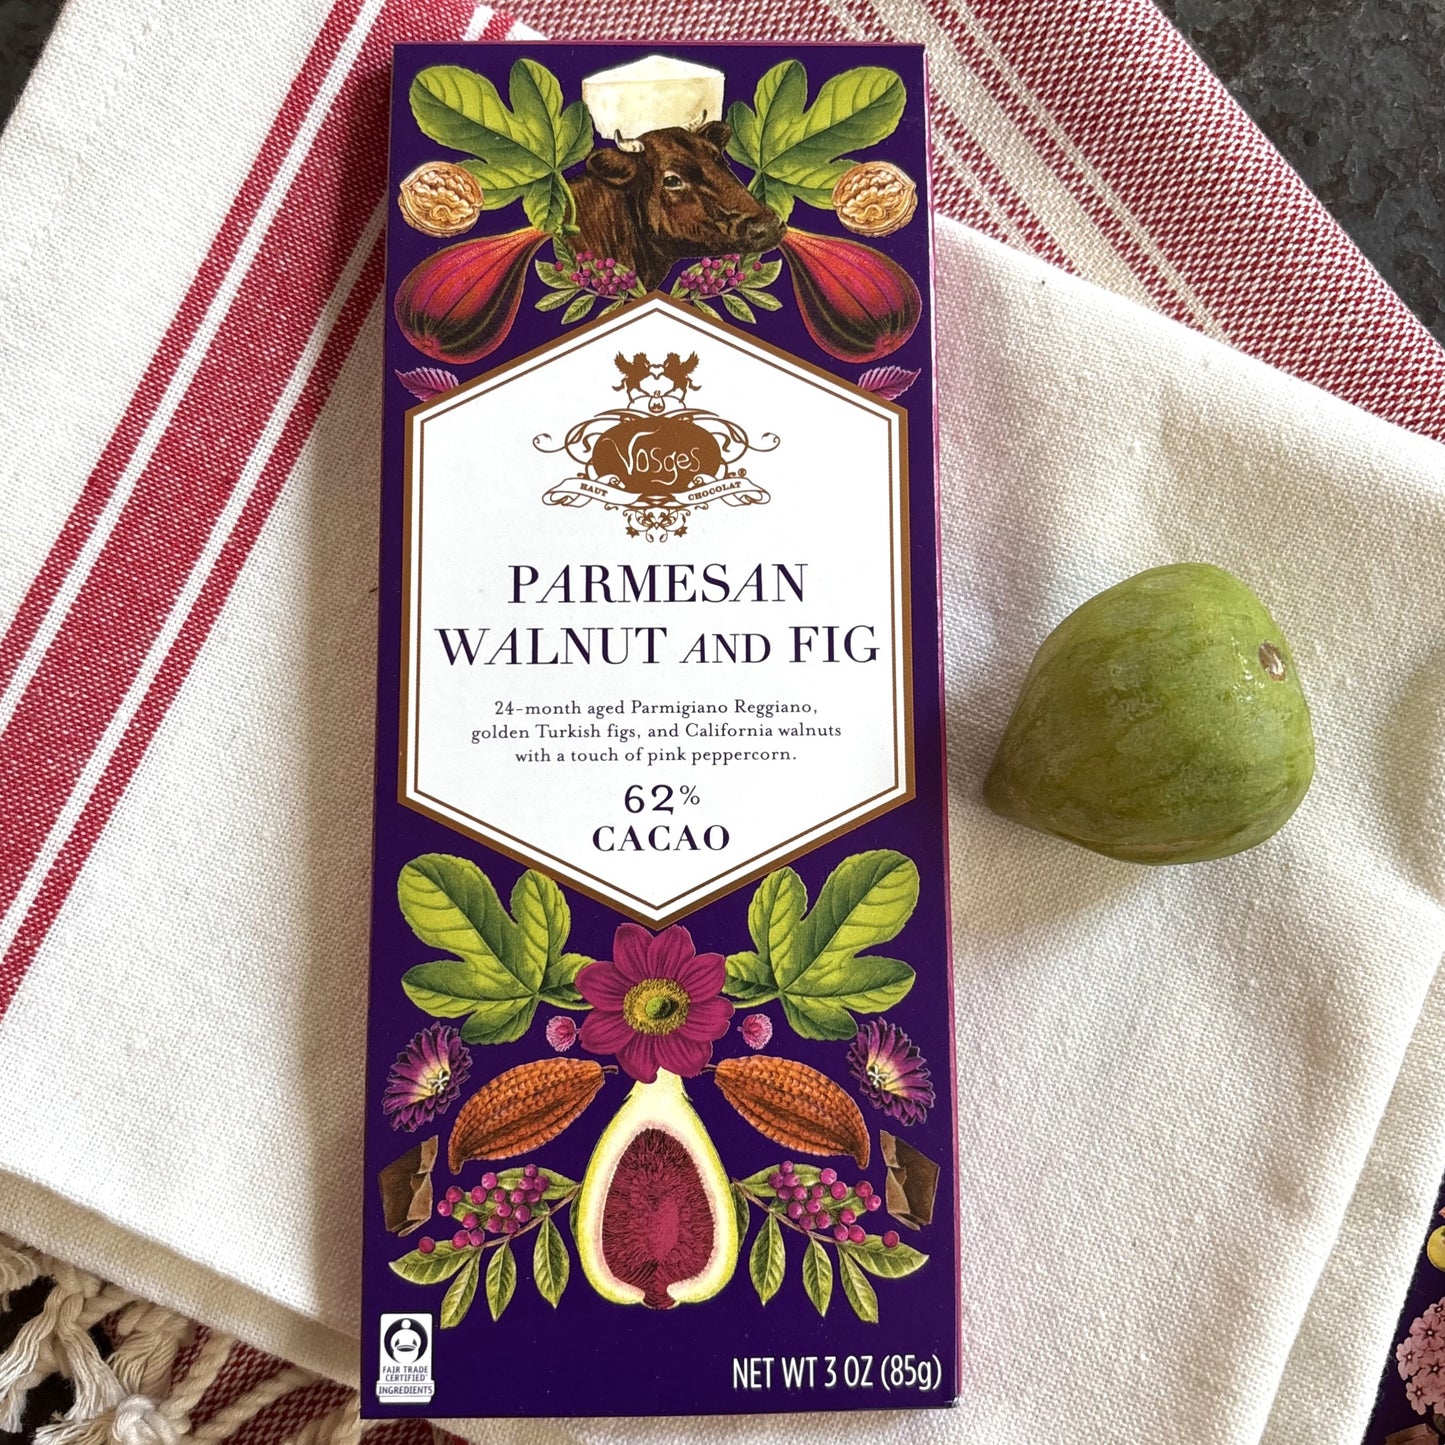 Vosges
HAUT CHOCOLAT®
PARMESAN
WALNUT AND FIG
24-month aged Parmigiano Reggiano,
golden Turkish figs, and California walnuts
with a touch of pink peppercorn.
62%
CACAO
FAIR TRADE
CERTIFIED™
INGREDIENTS
NET WT 3 OZ (85g)